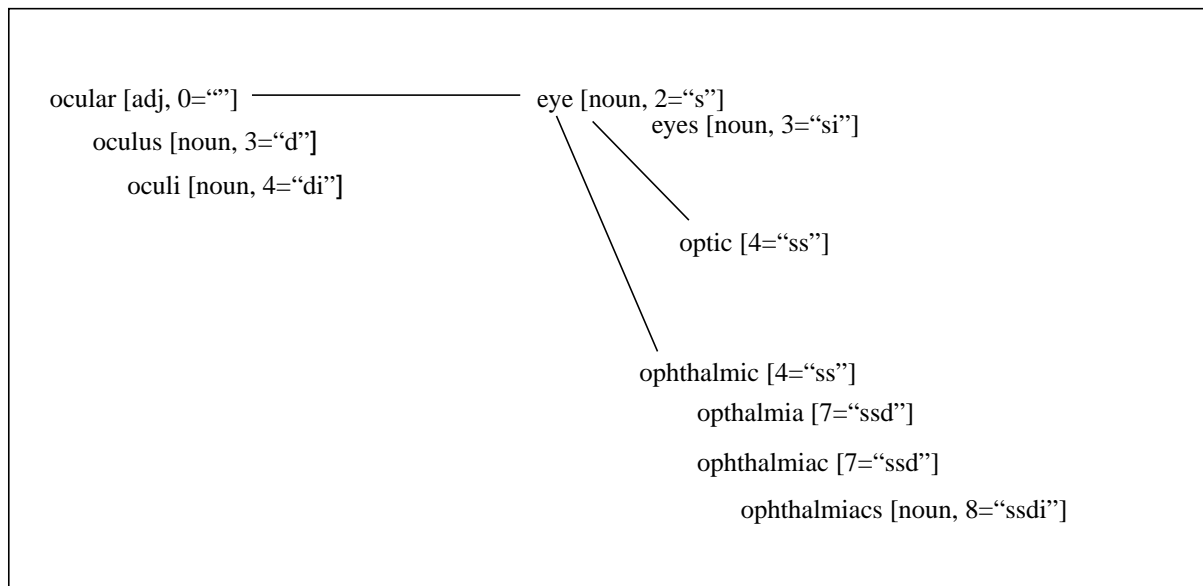 ocular [adj, 0=“”]
oculus [noun, 3=“d”]
oculi [noun, 4=“di”]
eye [noun, 2=“s”]
eyes [noun, 3=“si”]
optic [4=“ss”]
ophthalmic [4=“ss”]
opthalmia [7=“ssd”]
ophthalmiac [7=“ssd”]
ophthalmiacs [noun, 8=“ssdi”]